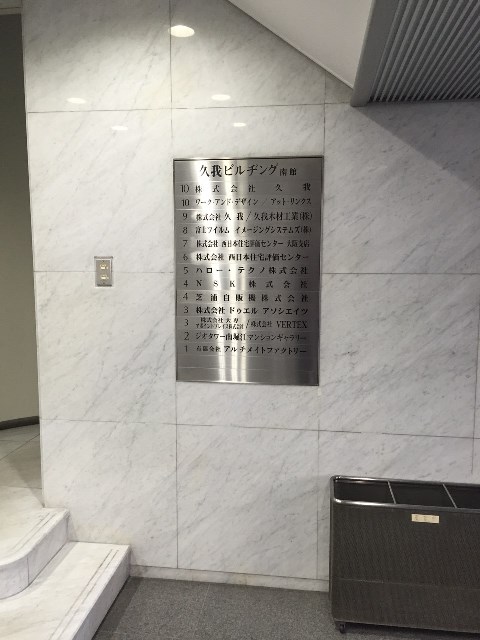 久我ビルヂング 南館
10 株式会社 久我
10 ワーク・アンド・デザイン / アット・リンクス
9 株式会社 久我 / 久我木材工業(株)
8 富士フイルム イメージングシステムズ(株)
7 株式会社 西日本住宅評価センター 大阪支店
6 株式会社 西日本住宅評価センター
5 ハロー・テクノ株式会社
4 NSK株式会社
4 芝浦自販機株式会社
3 株式会社 ドゥエル アソシエイツ
3 株式会社 / 株式会社 VERTEX
2 ジオタワー南堀江マンションギャラリー
1 有限会社 アルチメイトファクトリー